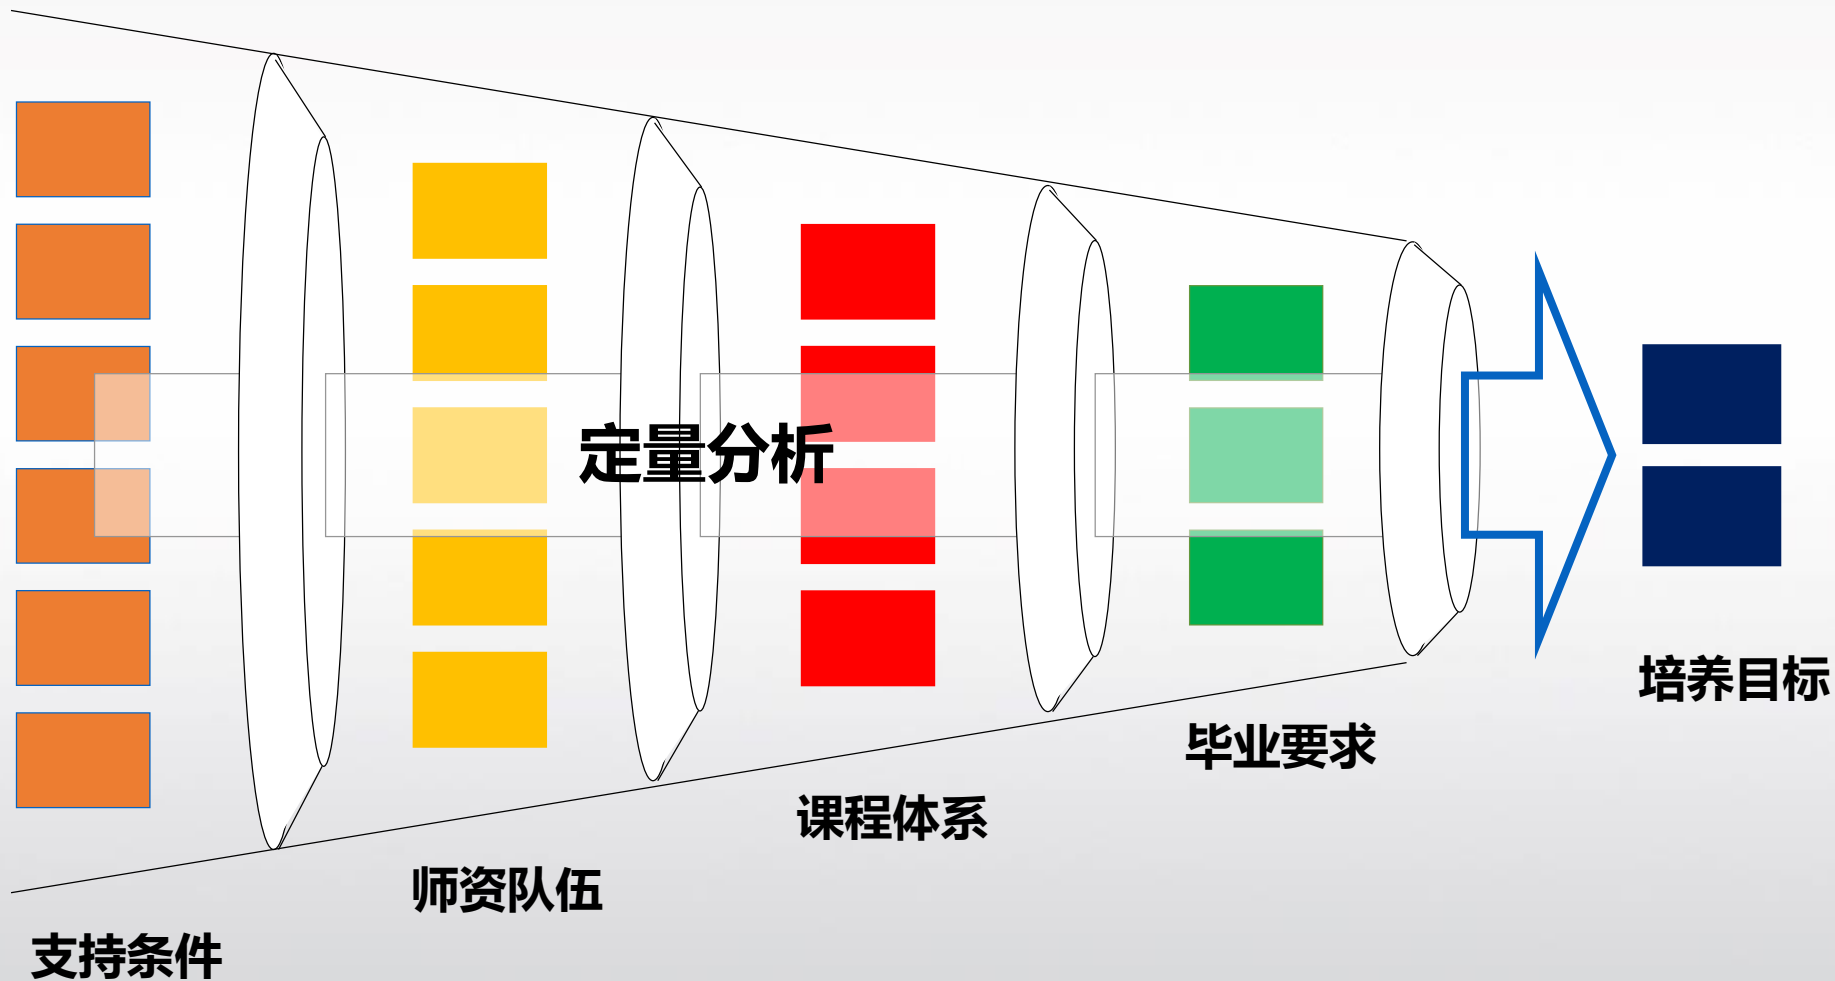 定量分析
支持条件
师资队伍
课程体系
毕业要求
培养目标